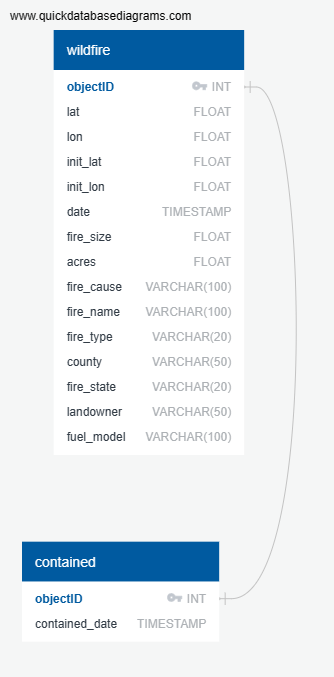 www.quickdatabasediagrams.com
wildfire
objectID INT
lat FLOAT
lon FLOAT
init_lat FLOAT
init_lon FLOAT
date TIMESTAMP
fire_size FLOAT
acres FLOAT
fire_cause VARCHAR(100)
fire_name VARCHAR(100)
fire_type VARCHAR(20)
county VARCHAR(50)
fire_state VARCHAR(20)
landowner VARCHAR(50)
fuel_model VARCHAR(100)
contained
objectID INT
contained_date TIMESTAMP